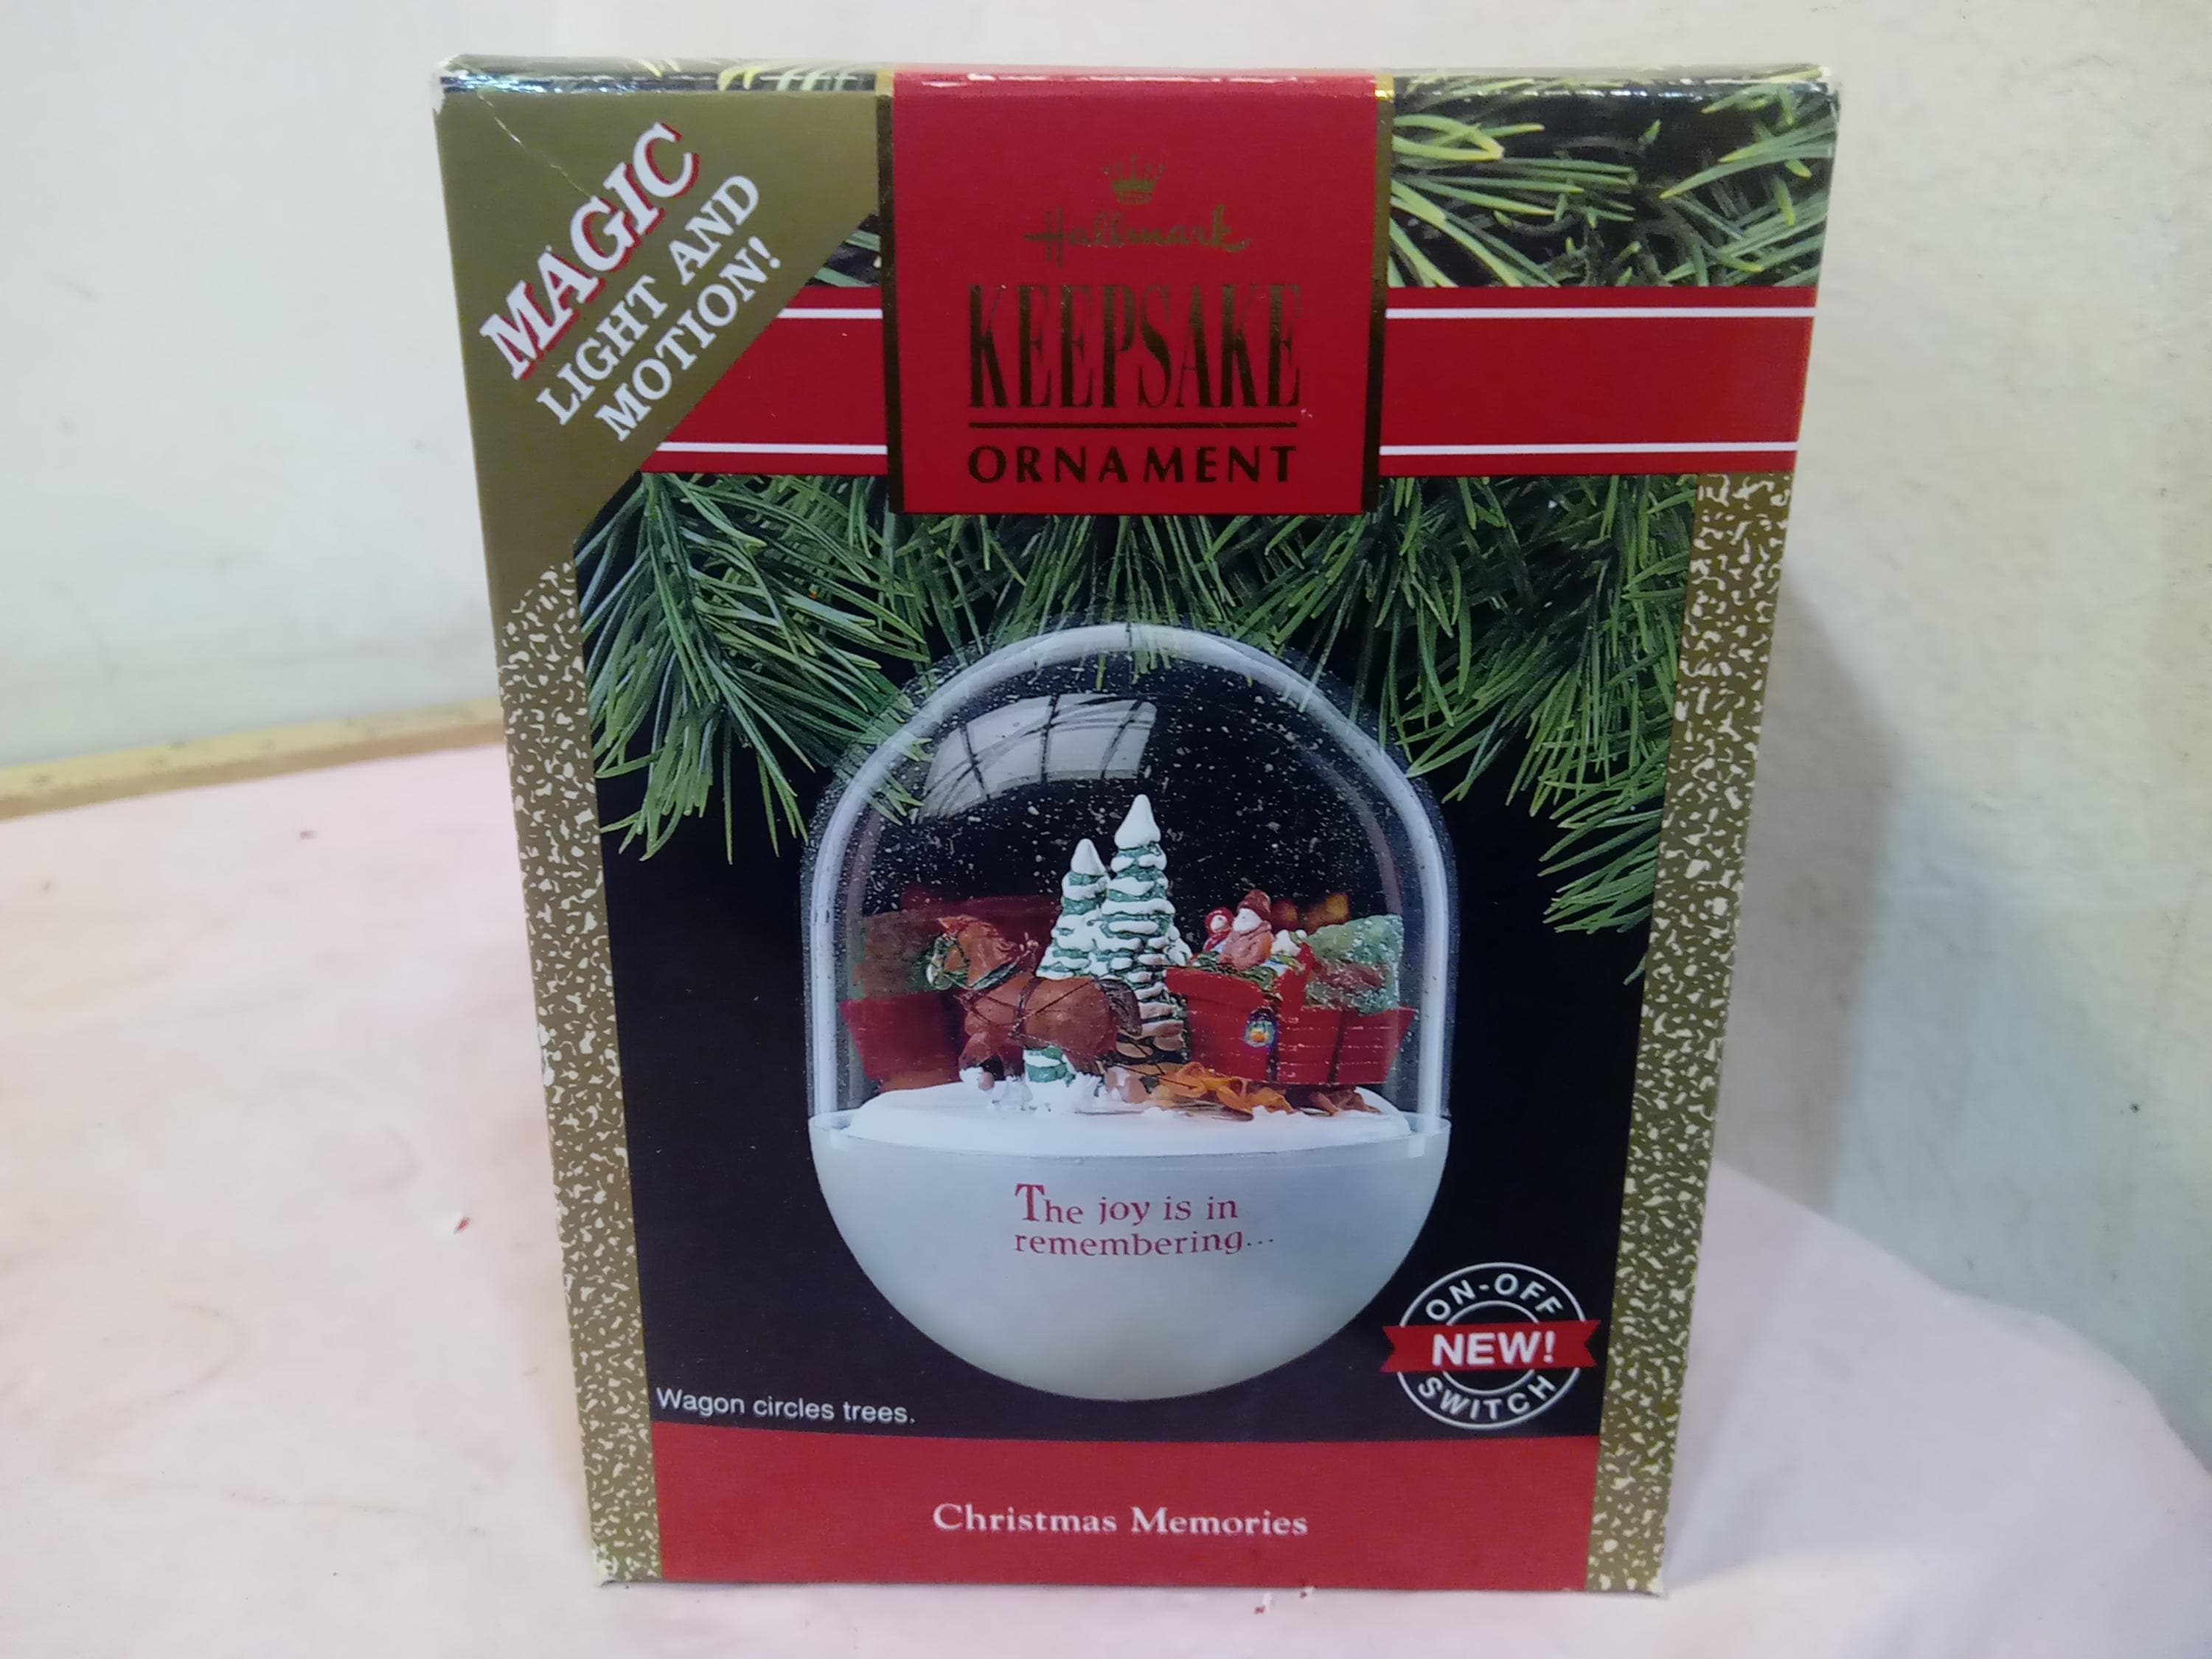 MAGIC
LIGHT AND
MOTION!
Hallmark
KEEPSAKE
ORNAMENT
The joy is in
remembering...
ON-OFF
NEW!
SWITCH
Wagon circles trees.
Christmas Memories